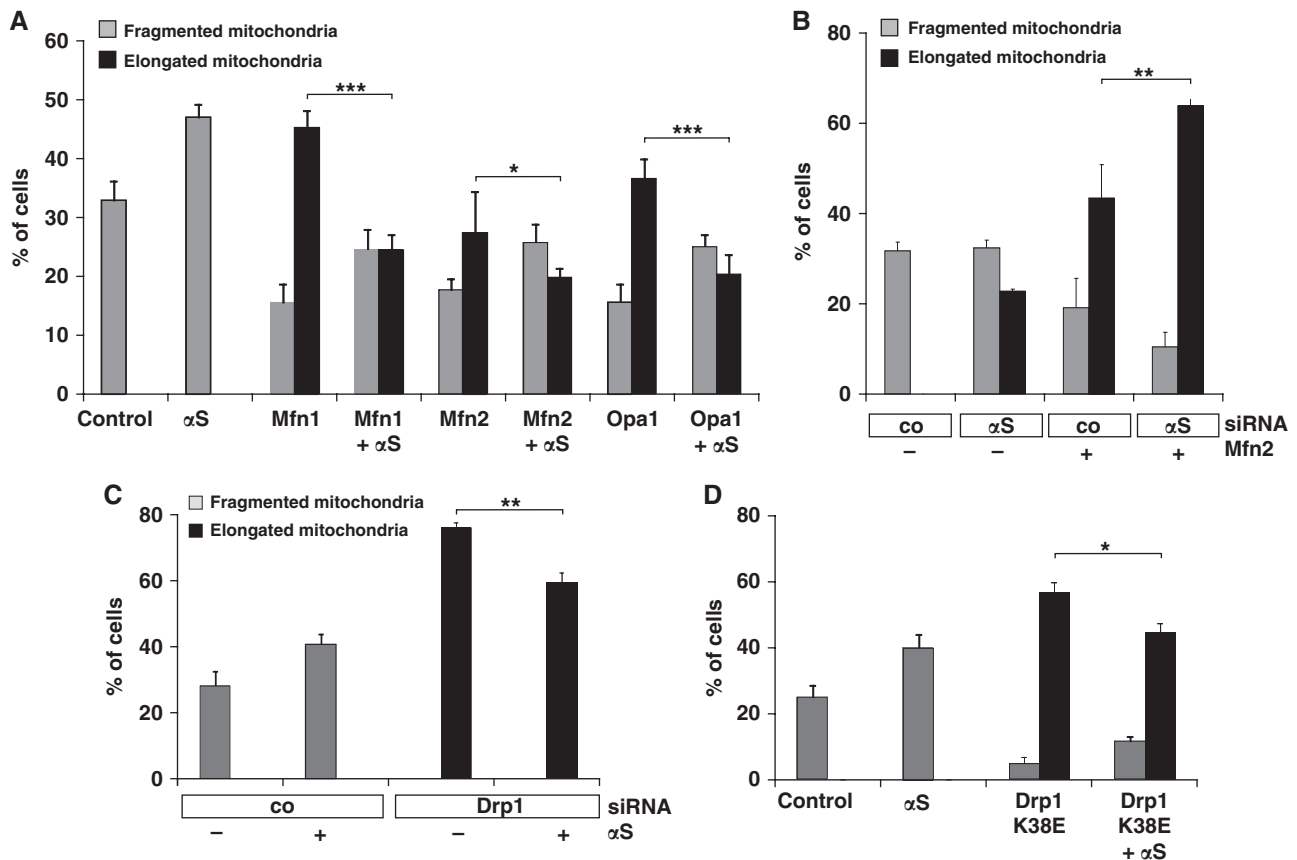 A
Fragmented mitochondria
Elongated mitochondria
% of cells
60
50
40
30
20
10
0
***
*
***
Control αS Mfn1 Mfn1 Mfn2 Mfn2 Opa1 Opa1
+ αS + αS + αS
B
Fragmented mitochondria
Elongated mitochondria
% of cells
80
60
40
20
0
**
co αS co αS siRNA
– – + + Mfn2
C
Fragmented mitochondria
Elongated mitochondria
% of cells
80
60
40
20
0
**
co Drp1 siRNA
– + – + αS
D
% of cells
80
60
40
20
0
*
Control αS Drp1 Drp1
K38E K38E
+ αS